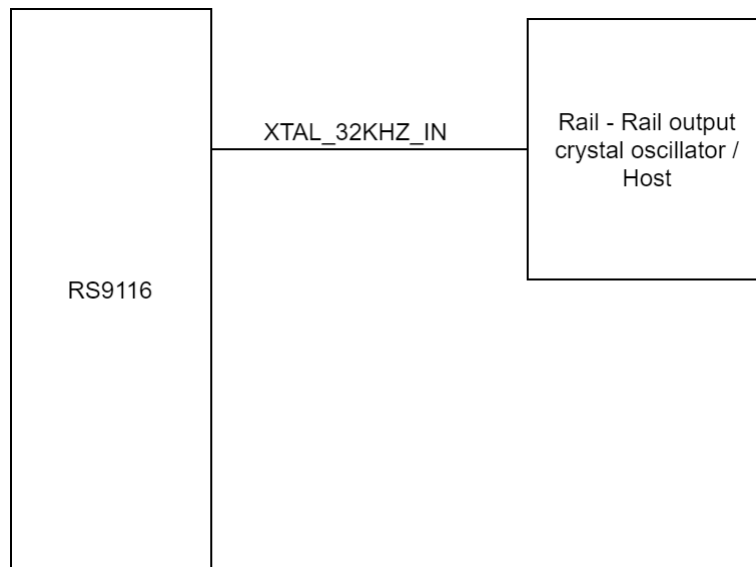 XTAL_32KHZ_IN
Rail - Rail output
crystal oscillator /
Host
RS9116